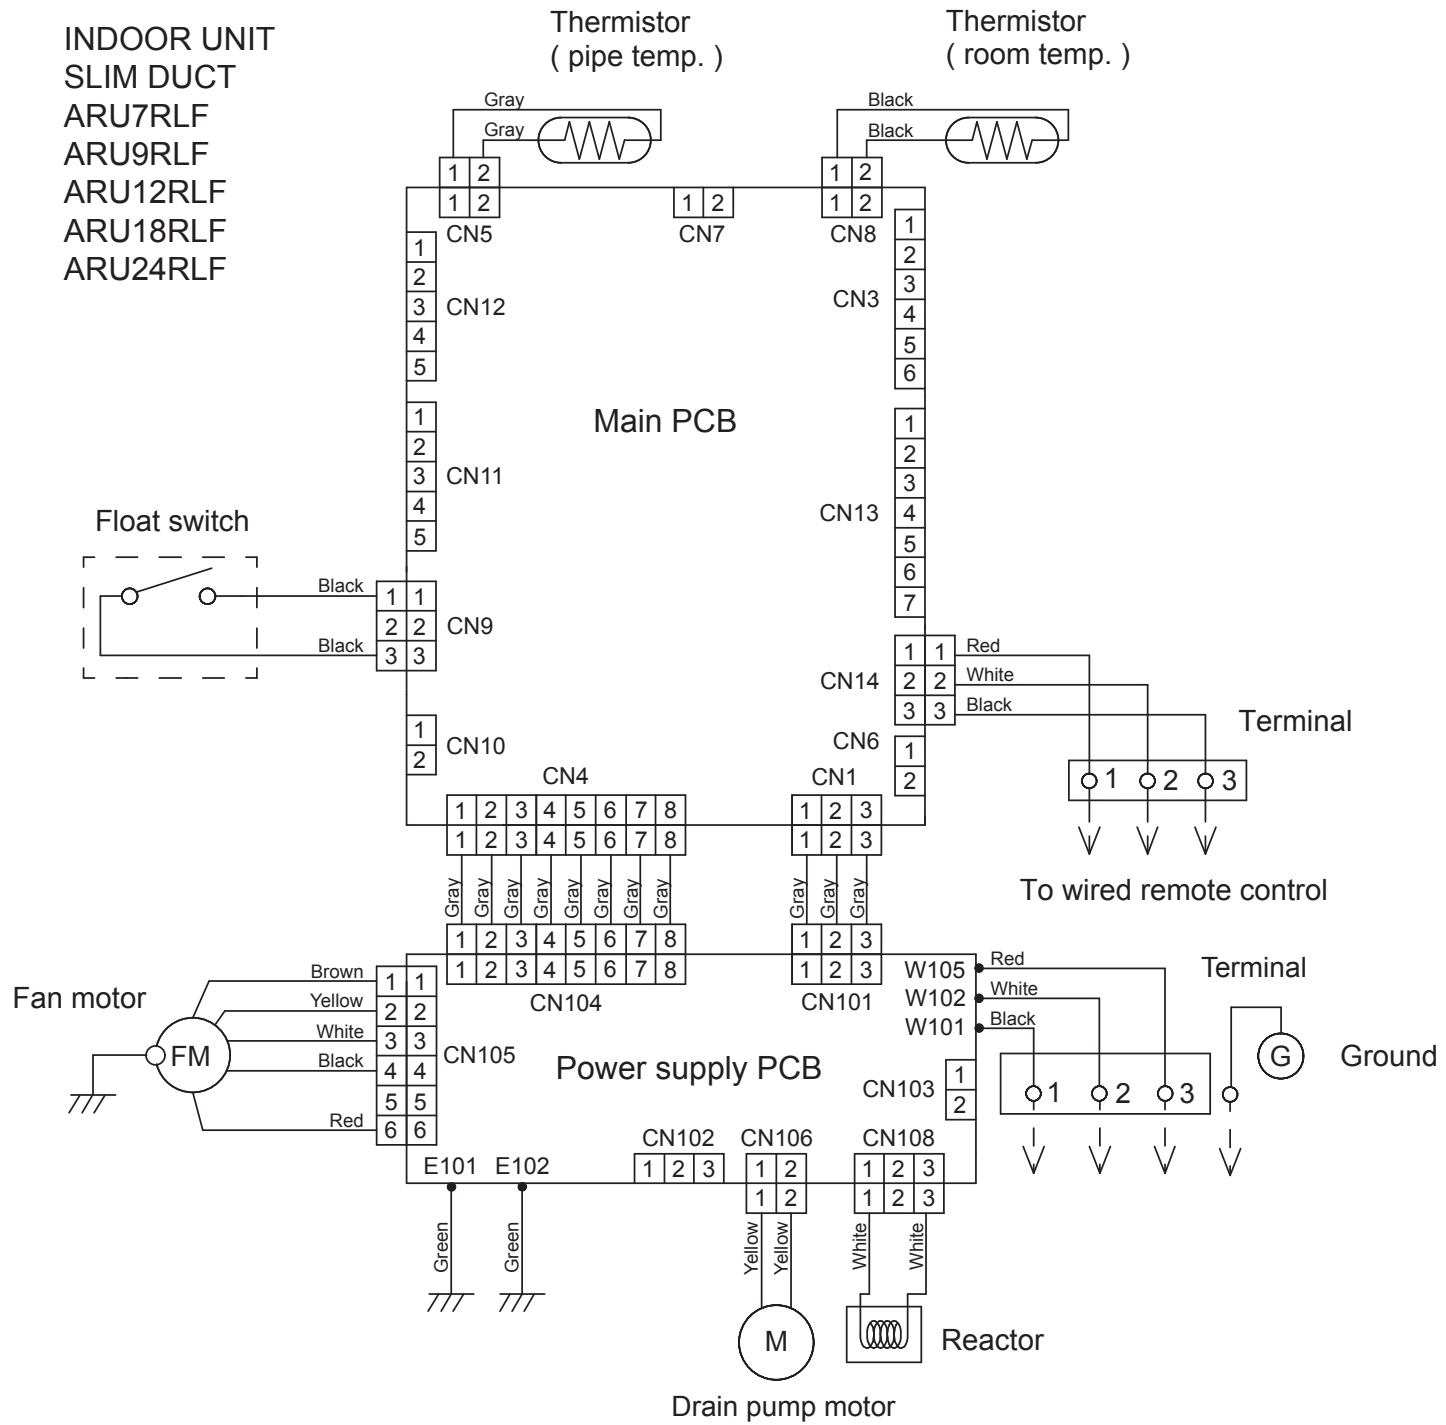 INDOOR UNIT
SLIM DUCT
ARU7RLF
ARU9RLF
ARU12RLF
ARU18RLF
ARU24RLF
Thermistor
( pipe temp. )
Thermistor
( room temp. )
Gray
Gray
Black
Black
1 2
1 2
CN5
1 2
CN7
1 2
1 2
CN8
1
2
3
4
5
CN12
1
2
3
4
5
6
CN3
Main PCB
1
2
3
4
5
CN11
1
2
3
4
5
6
7
CN13
Float switch
Black
Black
1 1
2 2
3 3
CN9
CN14
1 1
2 2
3 3
Red
White
Black
Terminal
1 2 3
To wired remote control
1
2
CN10
CN6
1
2
CN4
1 2 3 4 5 6 7 8
1 2 3 4 5 6 7 8
CN1
1 2 3
1 2 3
Gray Gray Gray Gray Gray Gray Gray Gray
Gray Gray Gray
1 2 3 4 5 6 7 8
1 2 3 4 5 6 7 8
CN104
1 2 3
1 2 3
CN101
Fan motor
FM
Brown
Yellow
White
Black
Red
1 1
2 2
3 3
4 4
5 5
6 6
CN105
Power supply PCB
W105
W102
W101
Red
White
Black
Terminal
1 2 3
G
Ground
CN103
1
2
E101 E102
Green Green
CN102
1 2 3
CN106
1 2
1 2
Yellow Yellow
M
Drain pump motor
CN108
1 2 3
1 2 3
White White
Reactor